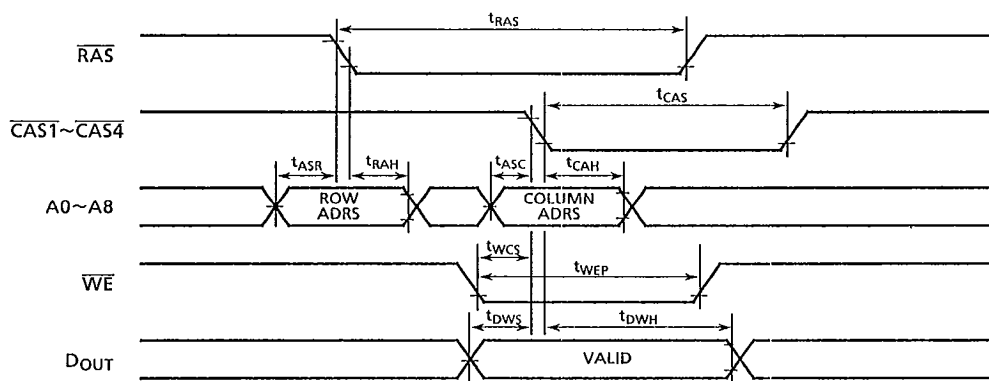 tRAS
RAS
tCAS
CAS1~CAS4
tASR
tRAH
tASC
tCAH
A0~A8
ROW
ADRS
COLUMN
ADRS
tWCS
tWEP
WE
tDWS
tDWH
DOUT
VALID